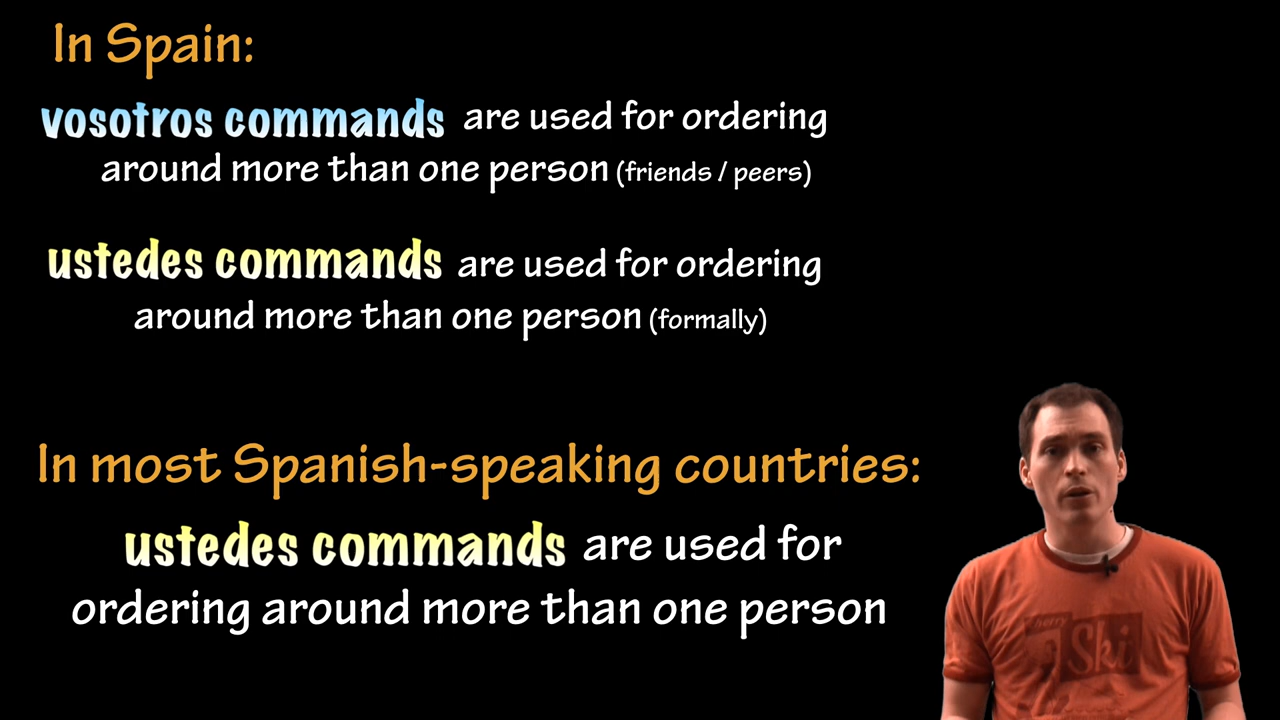 In Spain:
vosotros commands are used for ordering
around more than one person (friends / peers)
ustedes commands are used for ordering
around more than one person (formally)
In most Spanish-speaking countries:
ustedes commands are used for
ordering around more than one person
Ski